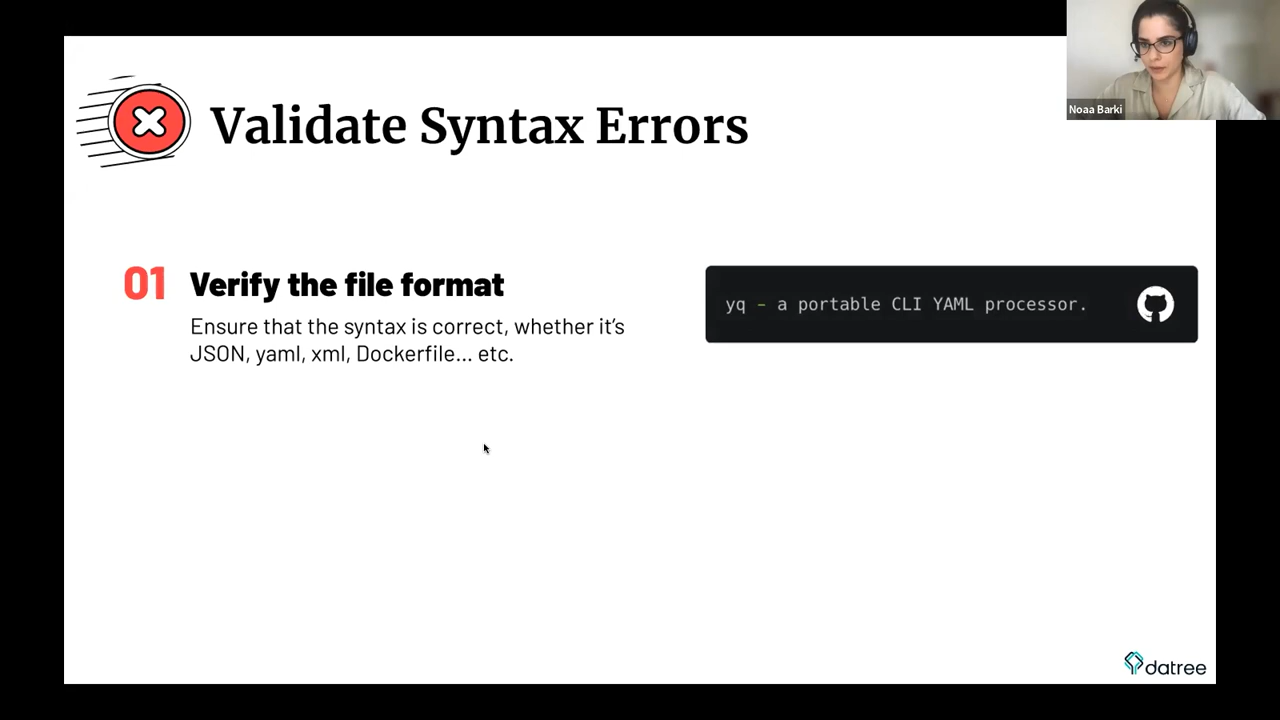 Noaa Barki
Validate Syntax Errors
01
Verify the file format
Ensure that the syntax is correct, whether it’s
JSON, yaml, xml, Dockerfile... etc.
yq - a portable CLI YAML processor.
datree